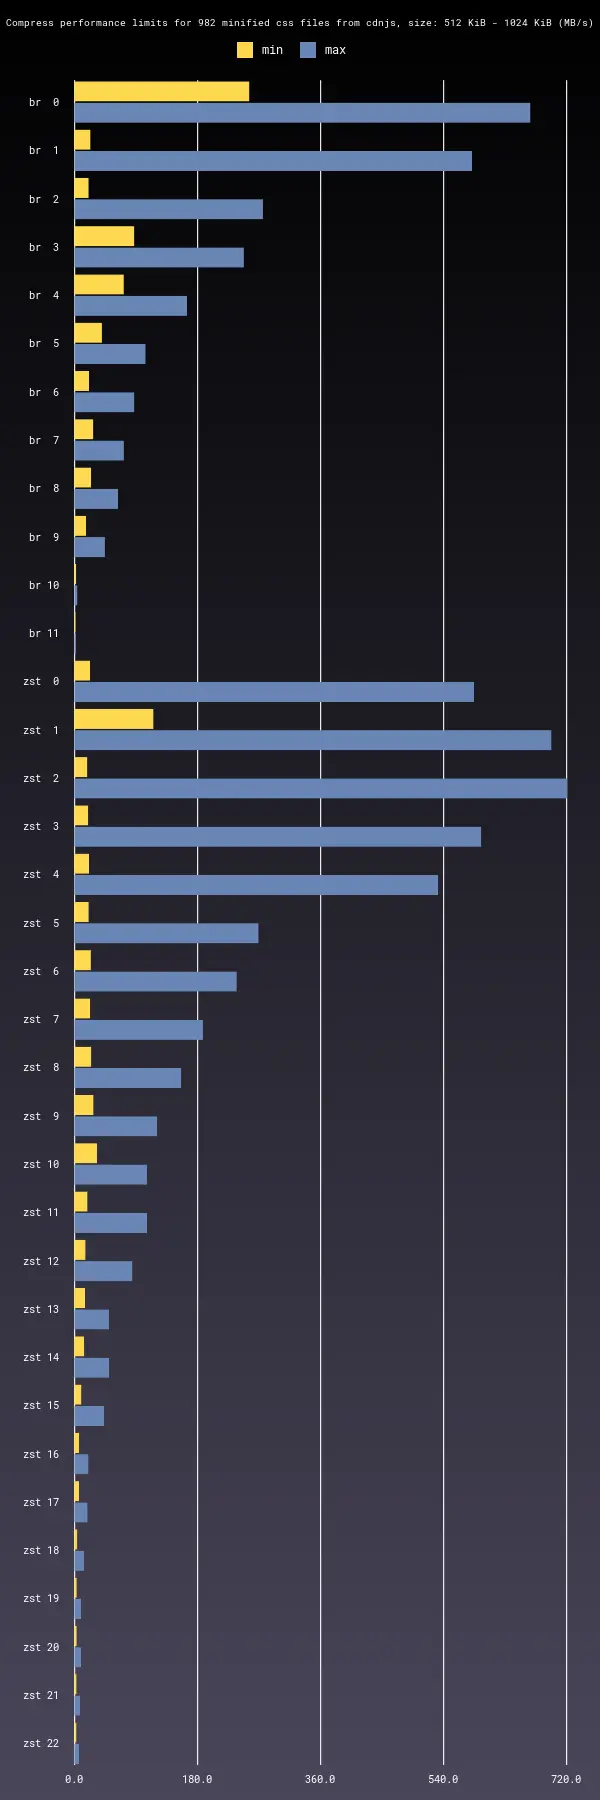 Compress performance limits for 982 minified css files from cdnjs, size: 512 KiB - 1024 KiB (MB/s)
min max
br 0
br 1
br 2
br 3
br 4
br 5
br 6
br 7
br 8
br 9
br 10
br 11
zst 0
zst 1
zst 2
zst 3
zst 4
zst 5
zst 6
zst 7
zst 8
zst 9
zst 10
zst 11
zst 12
zst 13
zst 14
zst 15
zst 16
zst 17
zst 18
zst 19
zst 20
zst 21
zst 22
0.0 180.0 360.0 540.0 720.0